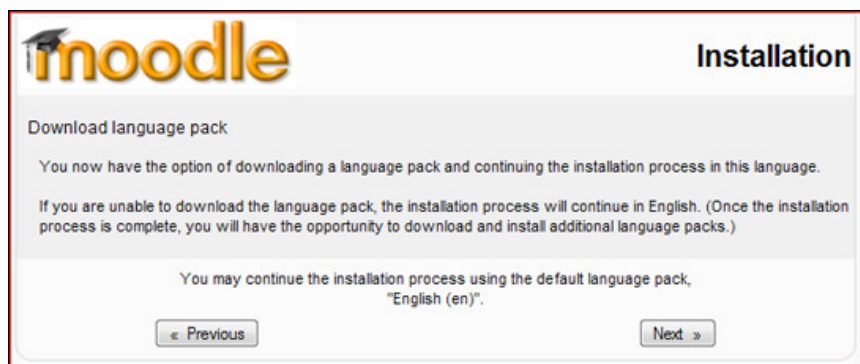 moodle
Installation
Download language pack
You now have the option of downloading a language pack and continuing the installation process in this language.
If you are unable to download the language pack, the installation process will continue in English. (Once the installation
process is complete, you will have the opportunity to download and install additional language packs.)
You may continue the installation process using the default language pack,
"English (en)".
« Previous
Next »